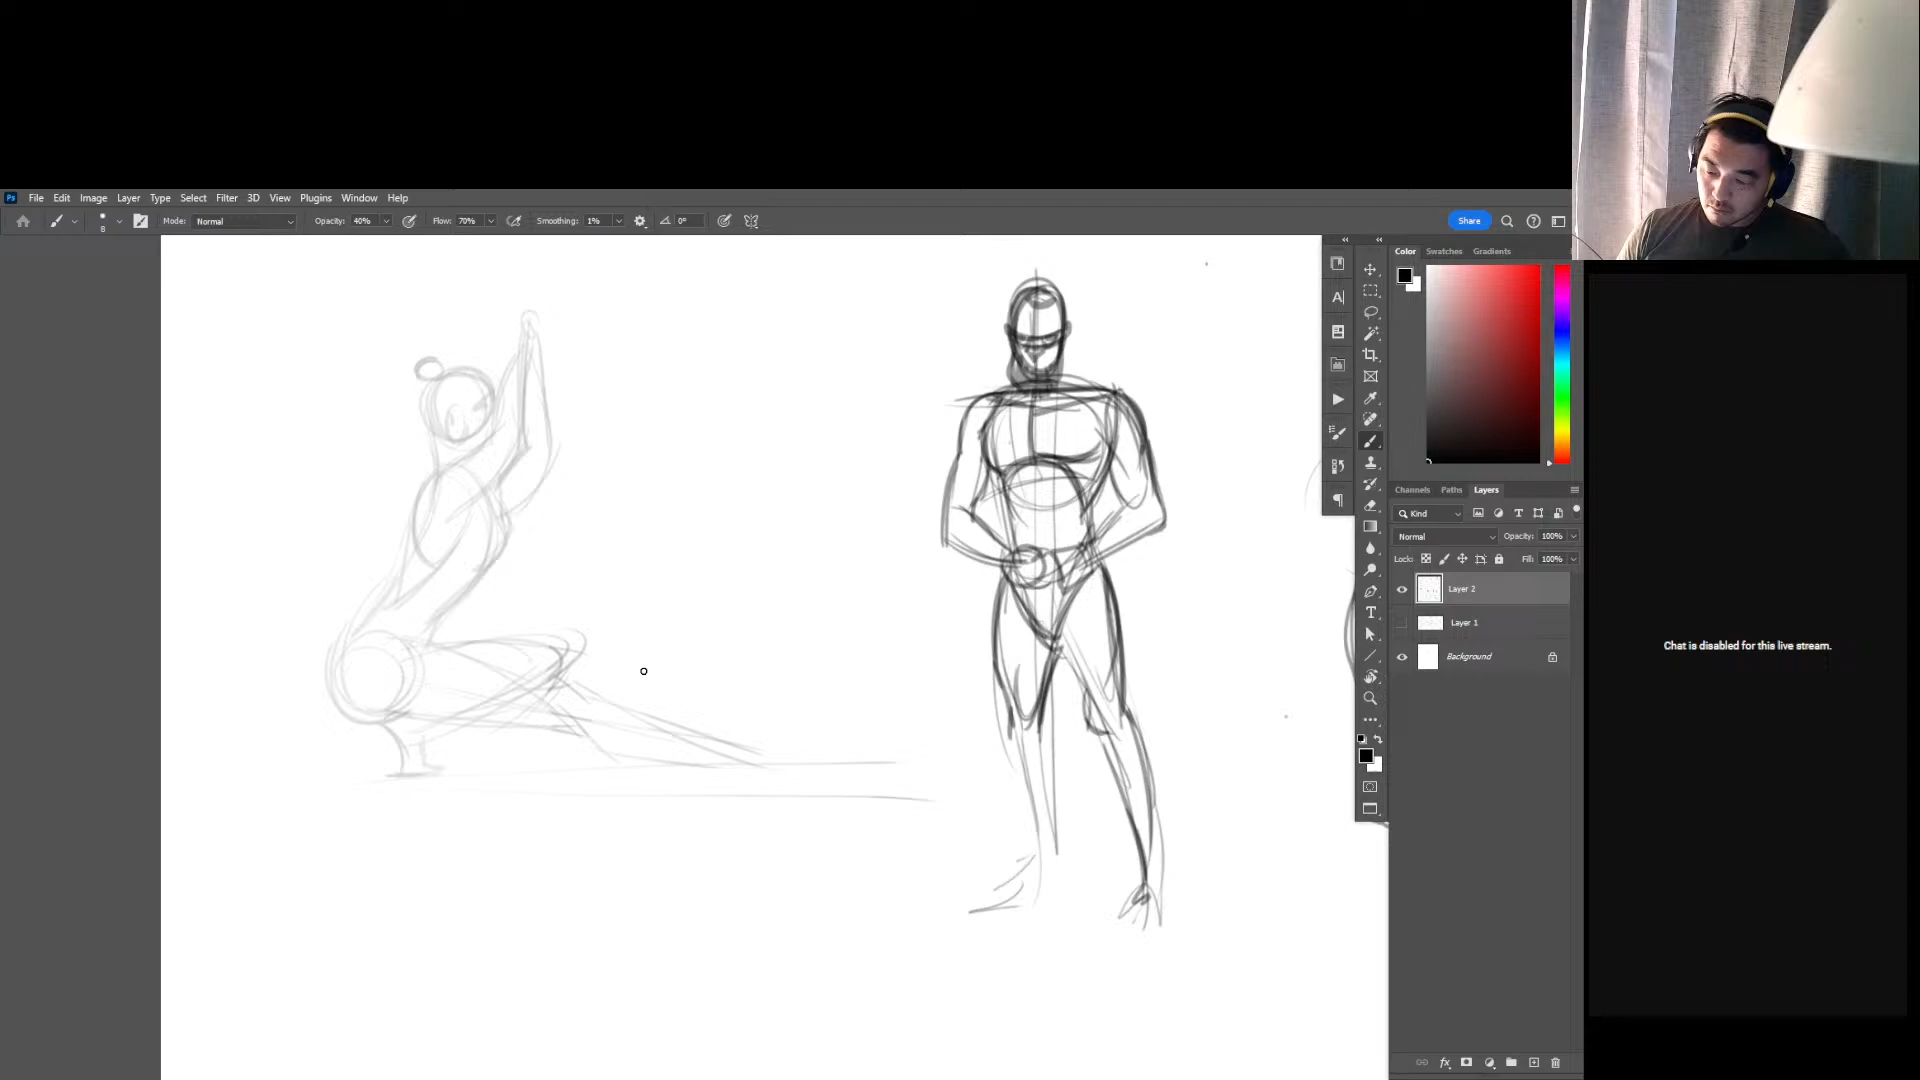 Ps File Edit Image Layer Type Select Filter 3D View Plugins Window Help
8 Mode: Normal Opacity: 40% Flow: 70% Smoothing: 1% 0° Share
Color Swatches Gradients
Channels Paths Layers
Kind
Normal Opacity: 100%
Lock: Fill: 100%
Layer 2
Layer 1
Background
Chat is disabled for this live stream.